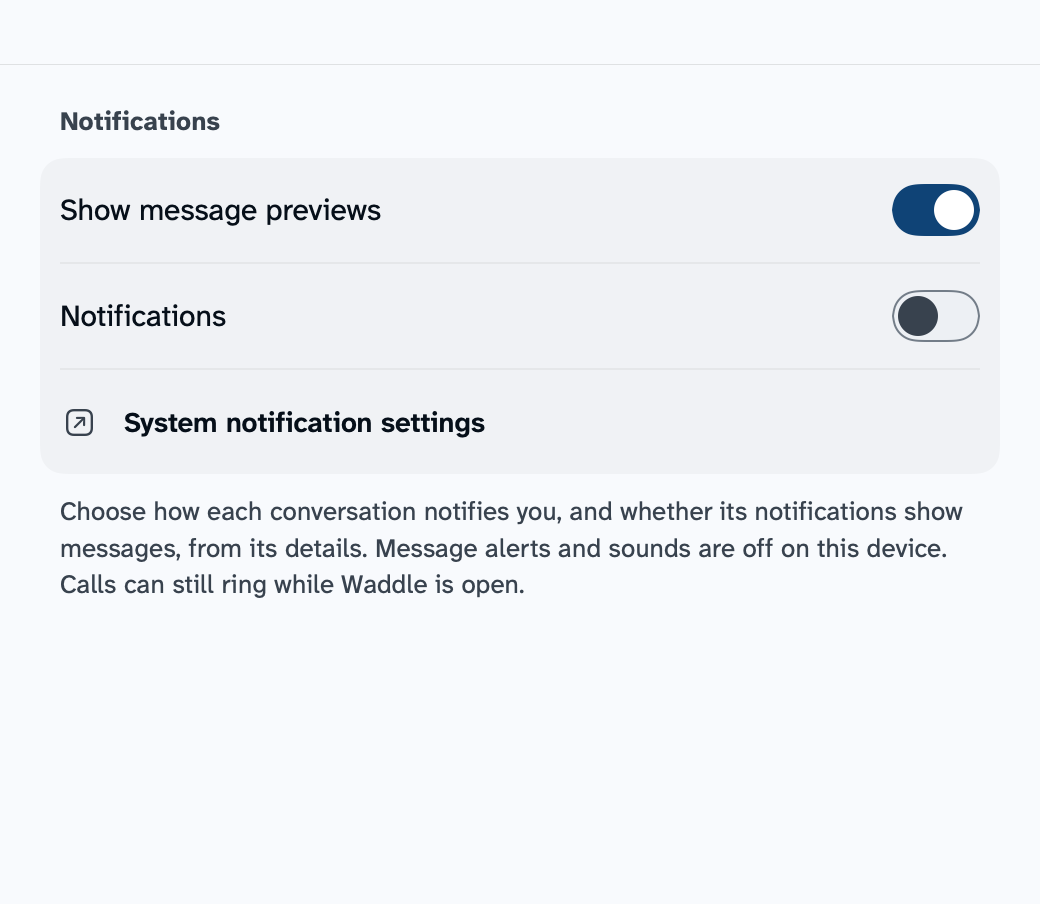 Notifications
Show message previews
Notifications
System notification settings
Choose how each conversation notifies you, and whether its notifications show
messages, from its details. Message alerts and sounds are off on this device.
Calls can still ring while Waddle is open.